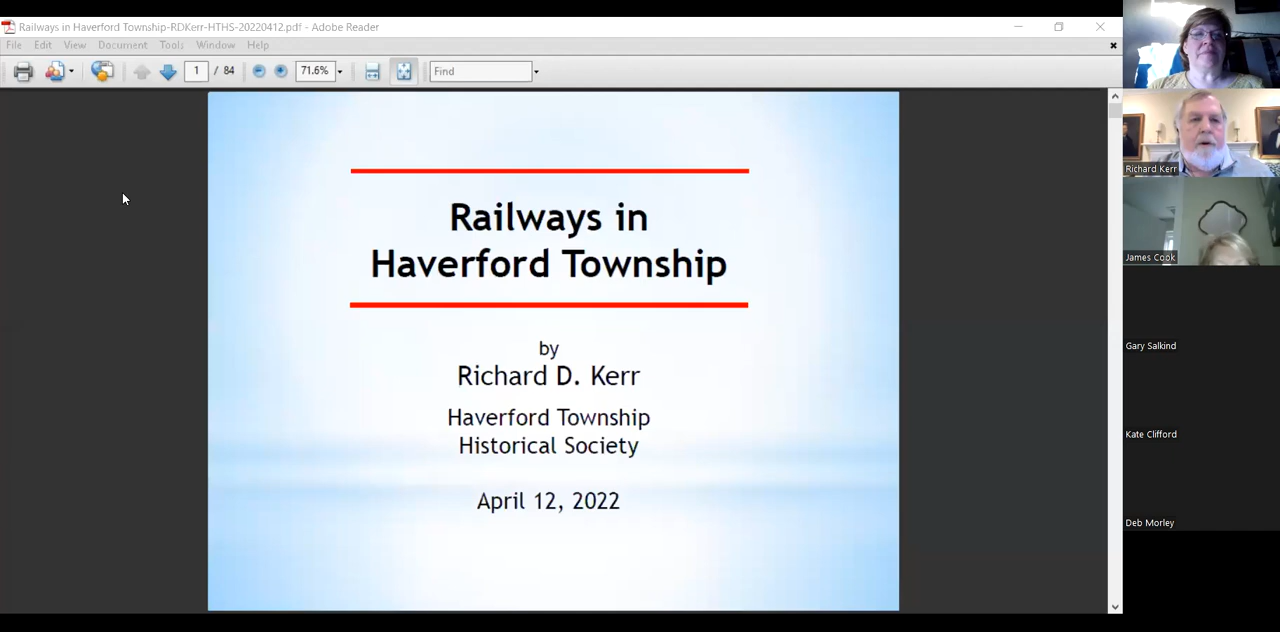 Railways in Haverford Township-RDKerr-HTHS-20220412.pdf - Adobe Reader
File Edit View Document Tools Window Help
1 / 84 71.6% Find
Railways in
Haverford Township
by
Richard D. Kerr
Haverford Township
Historical Society
April 12, 2022
Richard Kerr
James Cook
Gary Salkind
Kate Clifford
Deb Morley